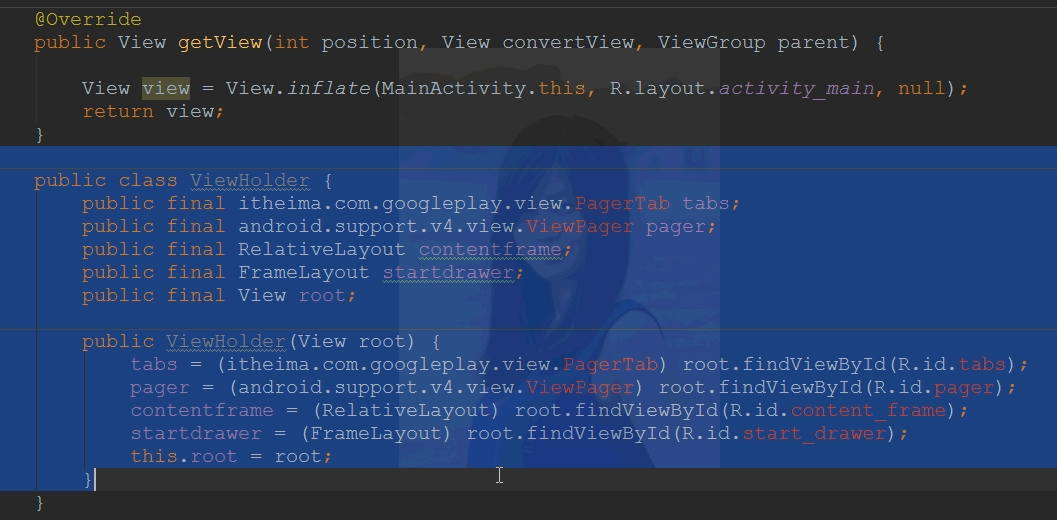 @Override
public View getView(int position, View convertView, ViewGroup parent) {
View view = View.inflate(MainActivity.this, R.layout.activity_main, null);
return view;
}
public class ViewHolder {
public final itheima.com.googleplay.view.PagerTab tabs;
public final android.support.v4.view.ViewPager pager;
public final RelativeLayout contentframe;
public final FrameLayout startdrawer;
public final View root;
public ViewHolder(View root) {
tabs = (itheima.com.googleplay.view.PagerTab) root.findViewById(R.id.tabs);
pager = (android.support.v4.view.ViewPager) root.findViewById(R.id.pager);
contentframe = (RelativeLayout) root.findViewById(R.id.content_frame);
startdrawer = (FrameLayout) root.findViewById(R.id.start_drawer);
this.root = root;
}
}